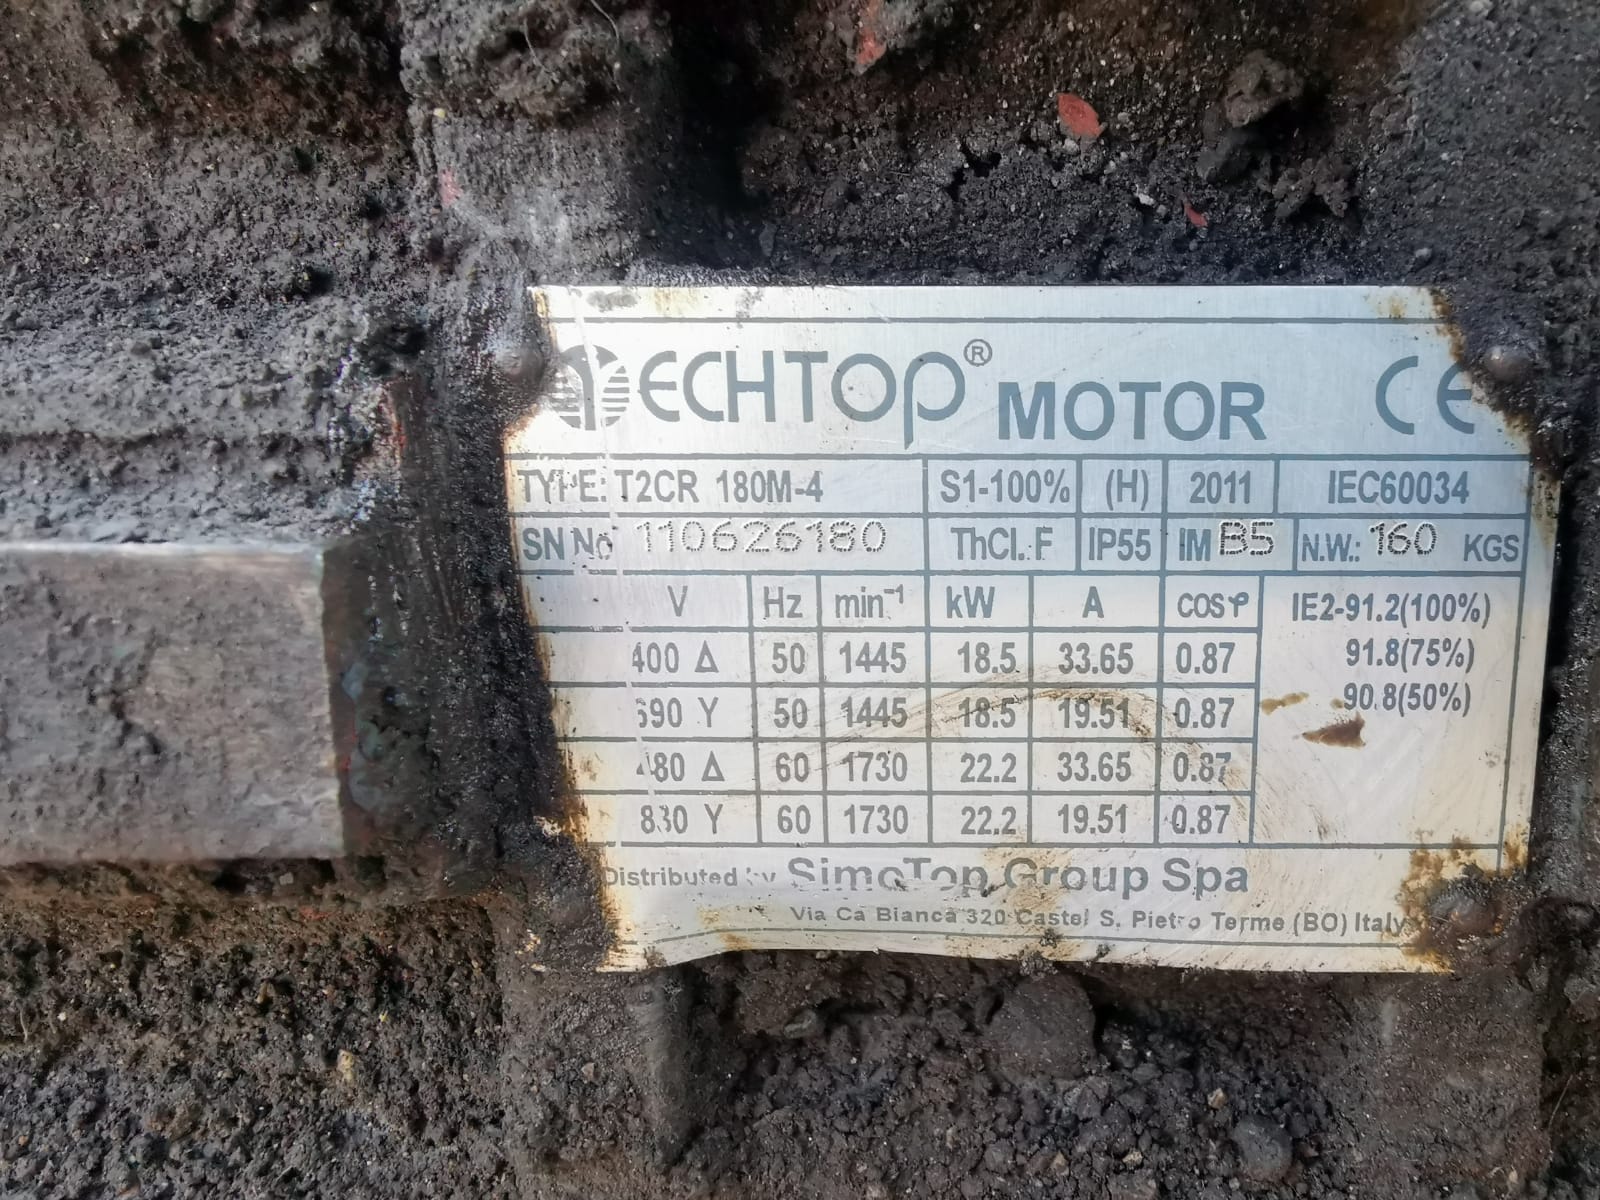 TECHTOP® MOTOR CE
TYPE: T2CR 180M-4 S1-100% (H) 2011 IEC60034
SN No 110626180 ThCl. F IP55 IM B5 N.W.: 160 KGS
V Hz min⁻¹ kW A COSφ IE2-91.2(100%)
400 Δ 50 1445 18.5 33.65 0.87 91.8(75%)
690 Y 50 1445 18.5 19.51 0.87 90.8(50%)
480 Δ 60 1730 22.2 33.65 0.87
830 Y 60 1730 22.2 19.51 0.87
Distributed by SimoTop Group Spa
Via Ca Bianca 320 Castel S. Pietro Terme (BO) Italy